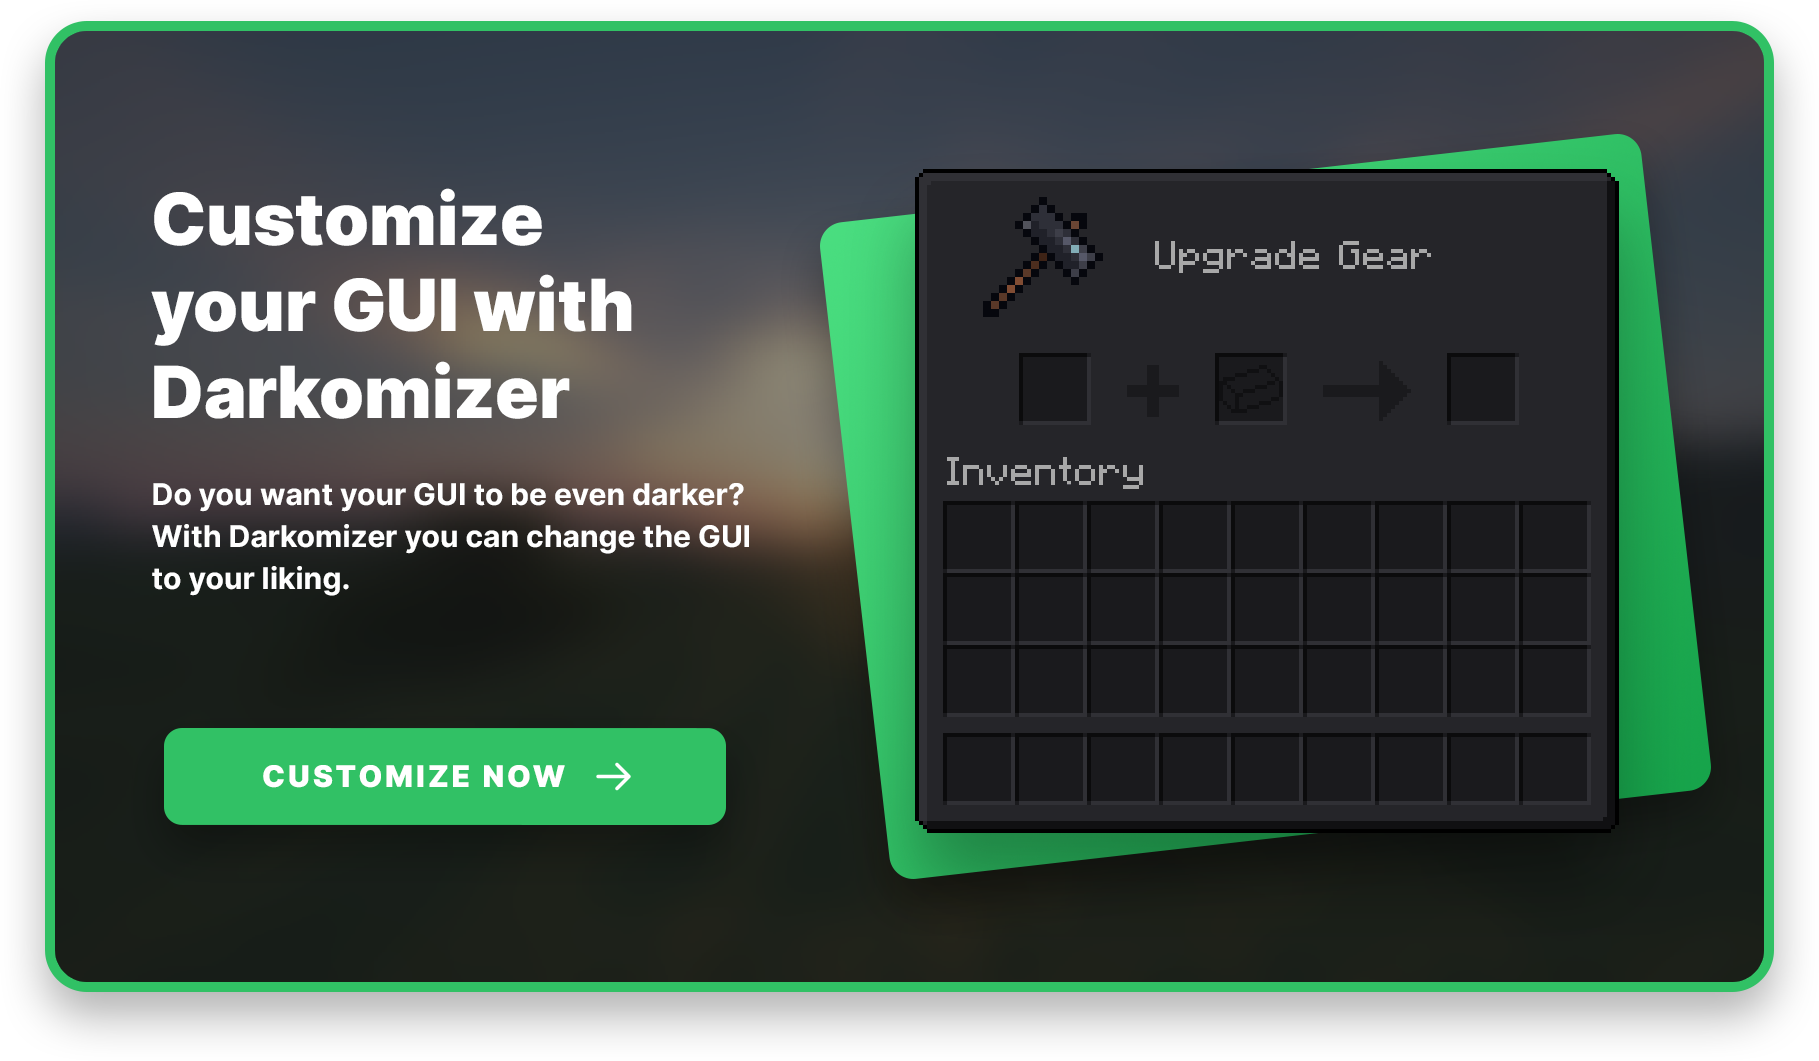 Customize
your GUI with
Darkomizer
Do you want your GUI to be even darker?
With Darkomizer you can change the GUI
to your liking.
CUSTOMIZE NOW
Upgrade Gear
Inventory